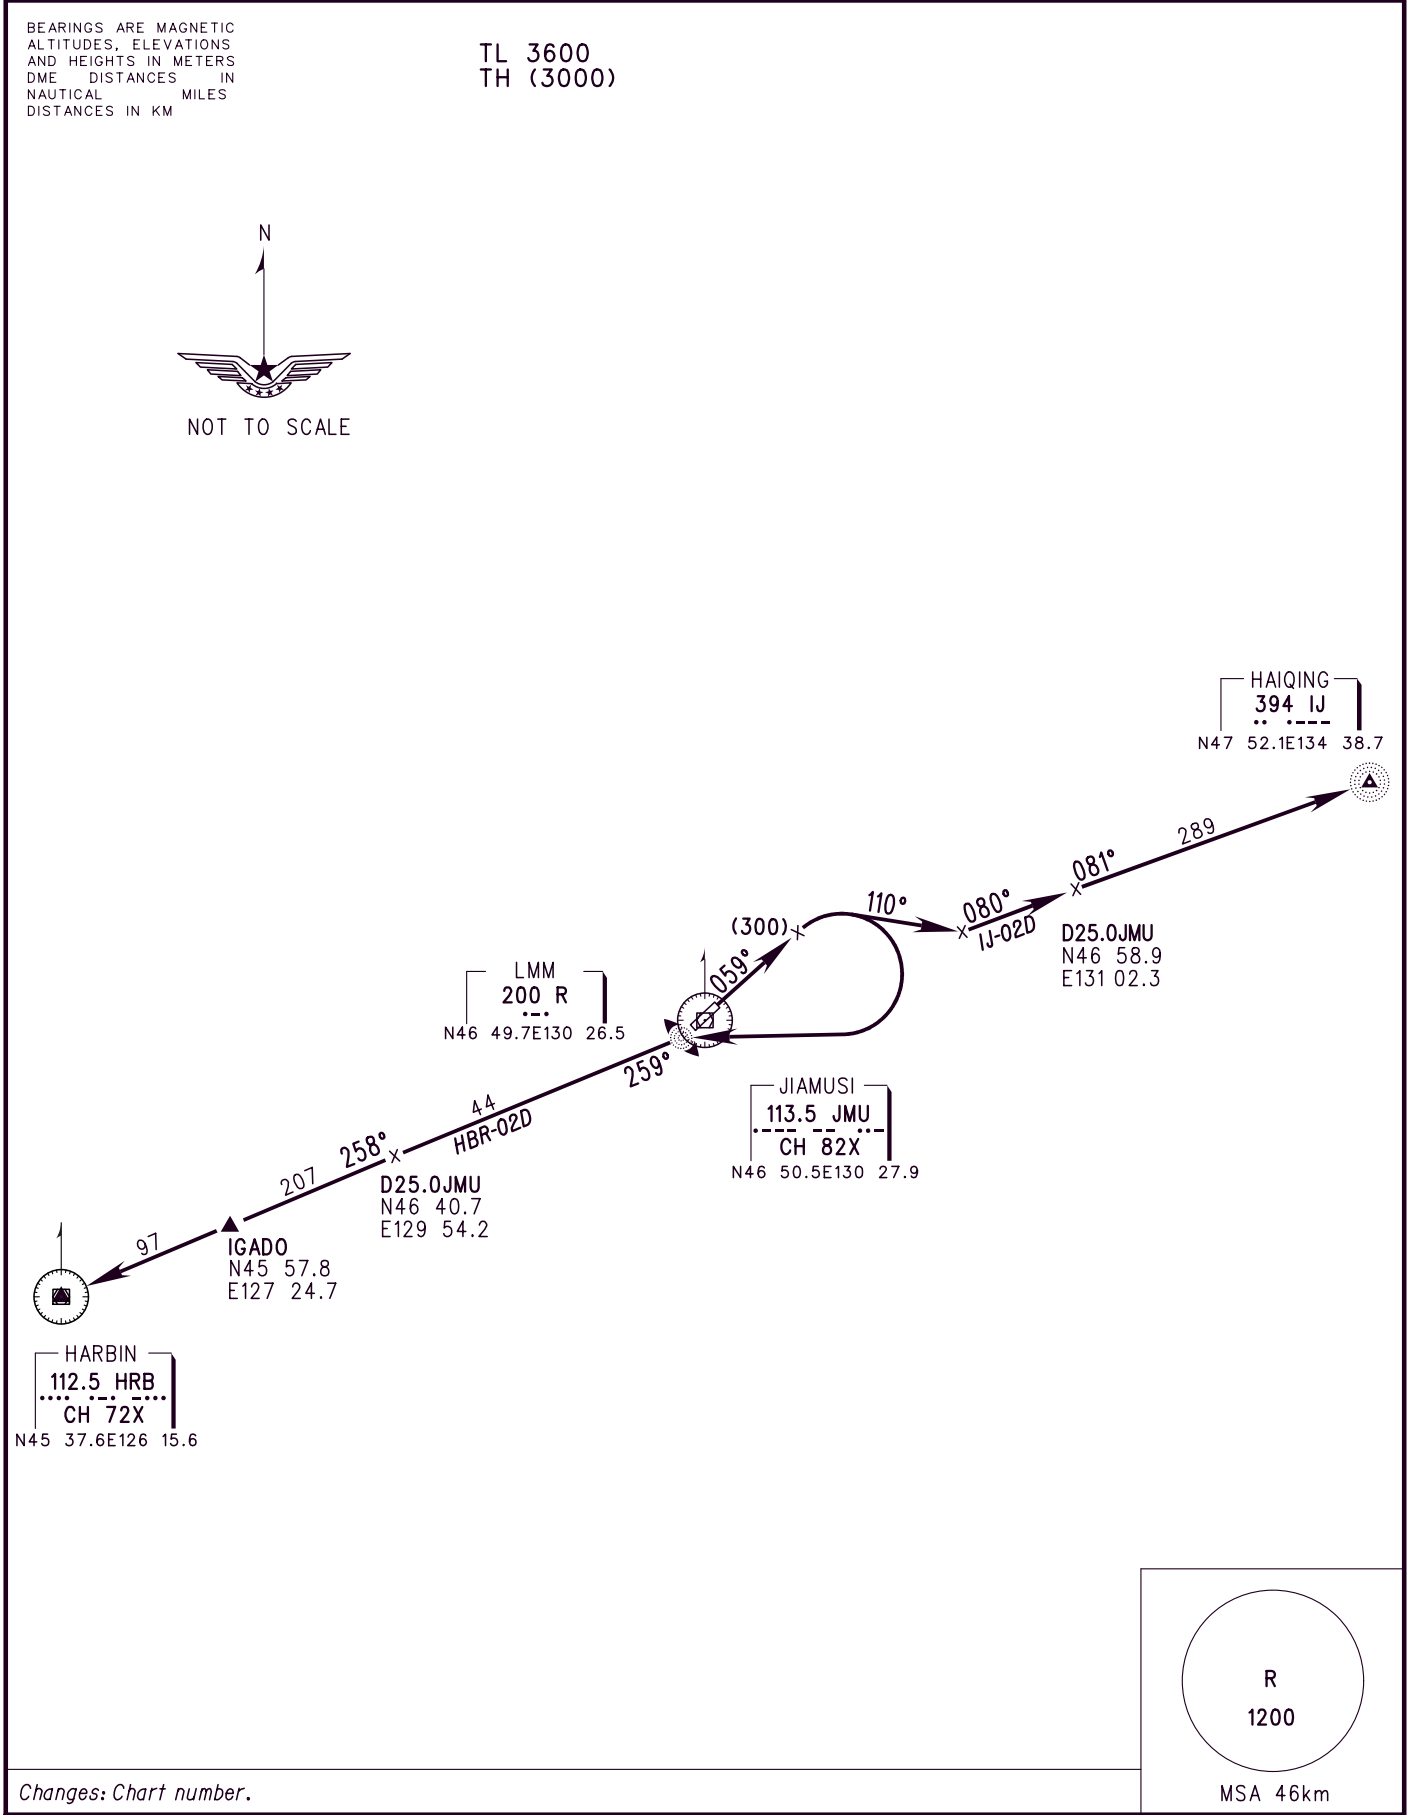 BEARINGS ARE MAGNETIC
ALTITUDES, ELEVATIONS
AND HEIGHTS IN METERS
DME DISTANCES IN
NAUTICAL MILES
DISTANCES IN KM
TL 3600
TH (3000)
N
NOT TO SCALE
HAIQING
394 IJ
N47 52.1E134 38.7
289
081°
080°
IJ-02D
D25.0JMU
N46 58.9
E131 02.3
110°
(300)
059°
LMM
200 R
N46 49.7E130 26.5
259°
44
HBR-02D
JIAMUSI
113.5 JMU
CH 82X
N46 50.5E130 27.9
258°
207
D25.0JMU
N46 40.7
E129 54.2
97
IGADO
N45 57.8
E127 24.7
HARBIN
112.5 HRB
CH 72X
N45 37.6E126 15.6
R
1200
MSA 46km
Changes: Chart number.